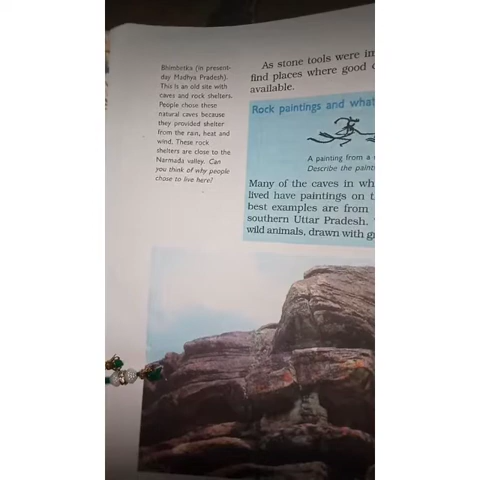 Bhimbetka (in present-
day Madhya Pradesh).
This is an old site with
caves and rock shelters.
People chose these
natural caves because
they provided shelter
from the rain, heat and
wind. These rock
shelters are close to the
Narmada valley. Can
you think of why people
chose to live here?
As stone tools were im
find places where good
available.
Rock paintings and what
A painting from a
Describe the paint
Many of the caves in wh
lived have paintings on t
best examples are from
southern Uttar Pradesh.
wild animals, drawn with g